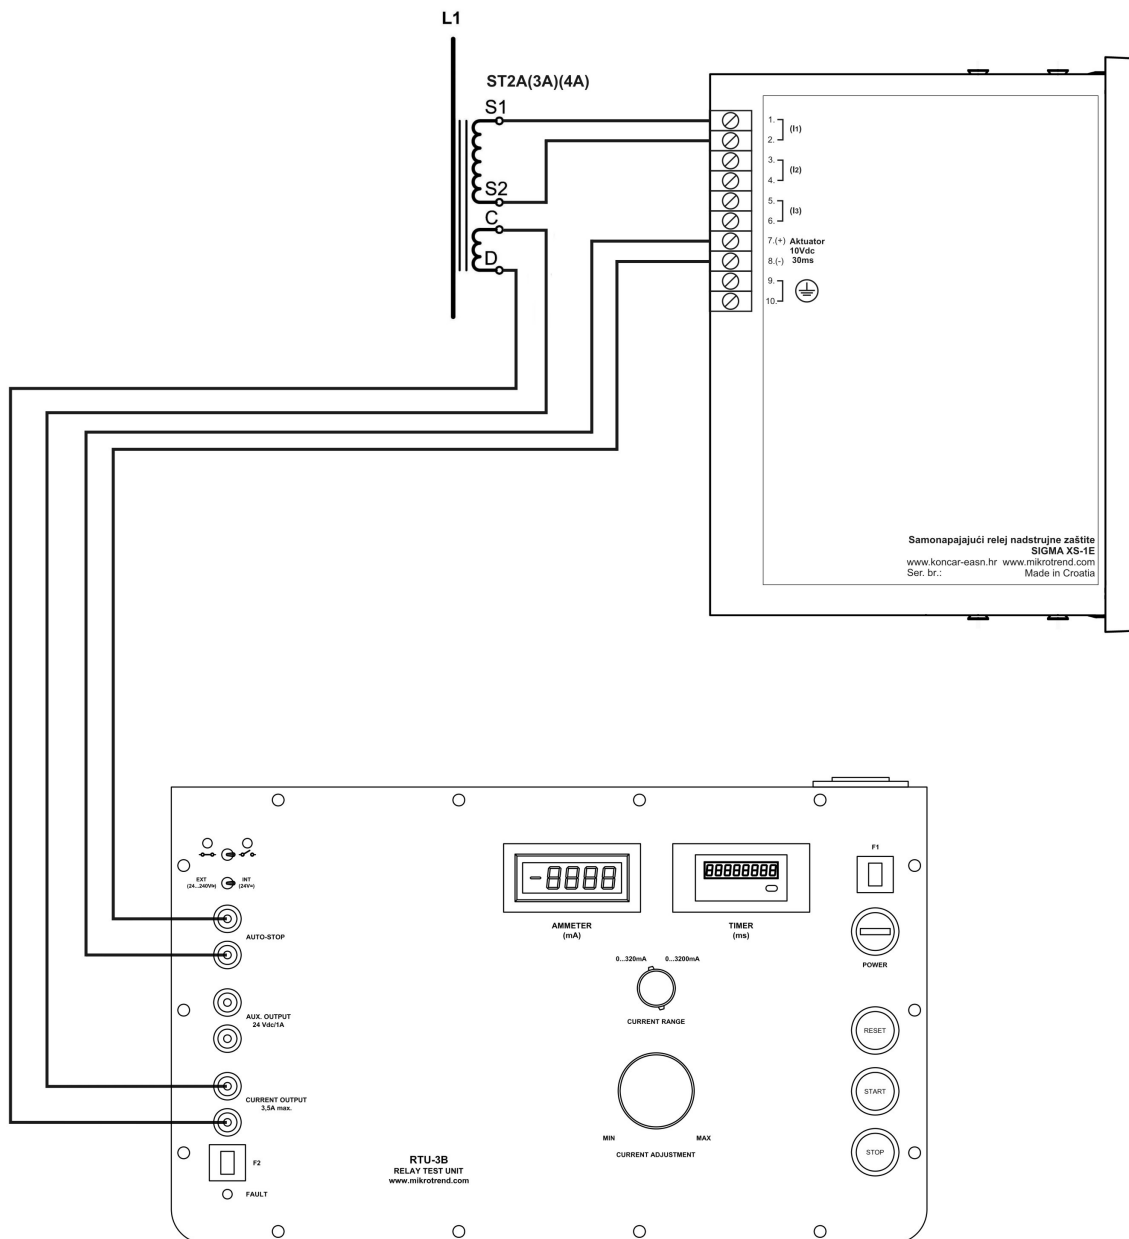 L1
ST2A(3A)(4A)
S1
S2
C
D
1.
2.
(I1)
3.
4.
(I2)
5.
6.
(I3)
7.(+) Aktuator
10Vdc
8.(-) 30ms
9.
10.
Samonapajajući relej nadstrujne zaštite
SIGMA XS-1E
www.koncar-easn.hr www.mikrotrend.com
Ser. br.: Made in Croatia
EXT
(24...240V≂)
INT
(24V=)
AUTO-STOP
AUX. OUTPUT
24 Vdc/1A
CURRENT OUTPUT
3,5A max.
F2
FAULT
-8888
AMMETER
(mA)
88888888
TIMER
(ms)
0...320mA 0...3200mA
CURRENT RANGE
MIN MAX
CURRENT ADJUSTMENT
F1
POWER
RESET
START
STOP
RTU-3B
RELAY TEST UNIT
www.mikrotrend.com